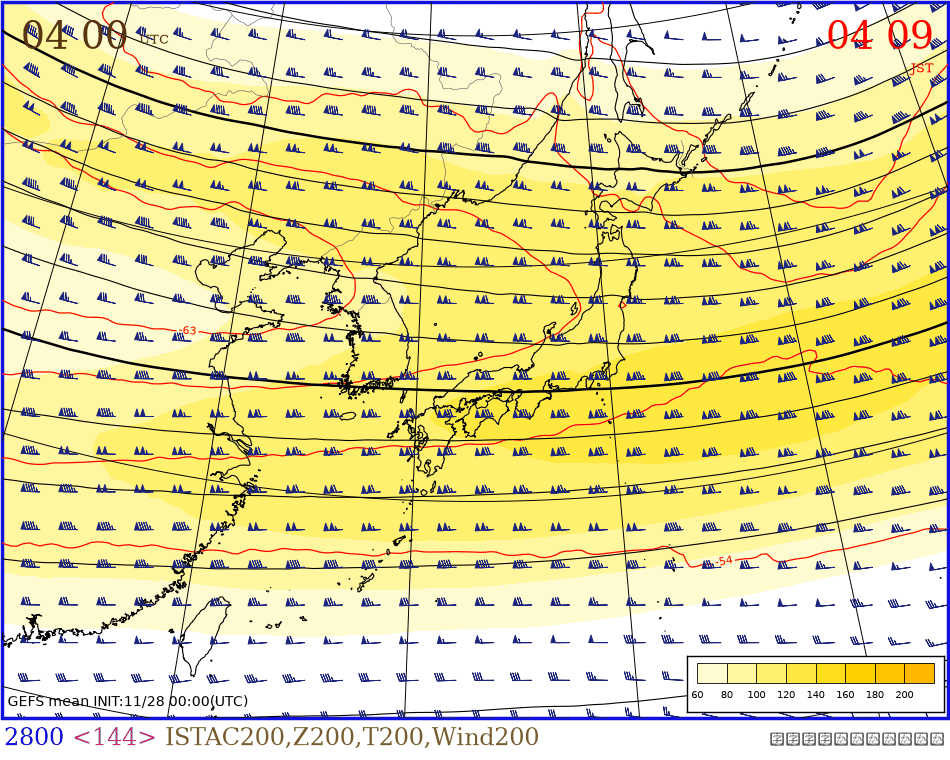 04 00 UTC
04 09
JST
-63
-54
60 80 100 120 140 160 180 200
GEFS mean INIT:11/28 00:00(UTC)
2800 <144> ISTAC200,Z200,T200,Wind200